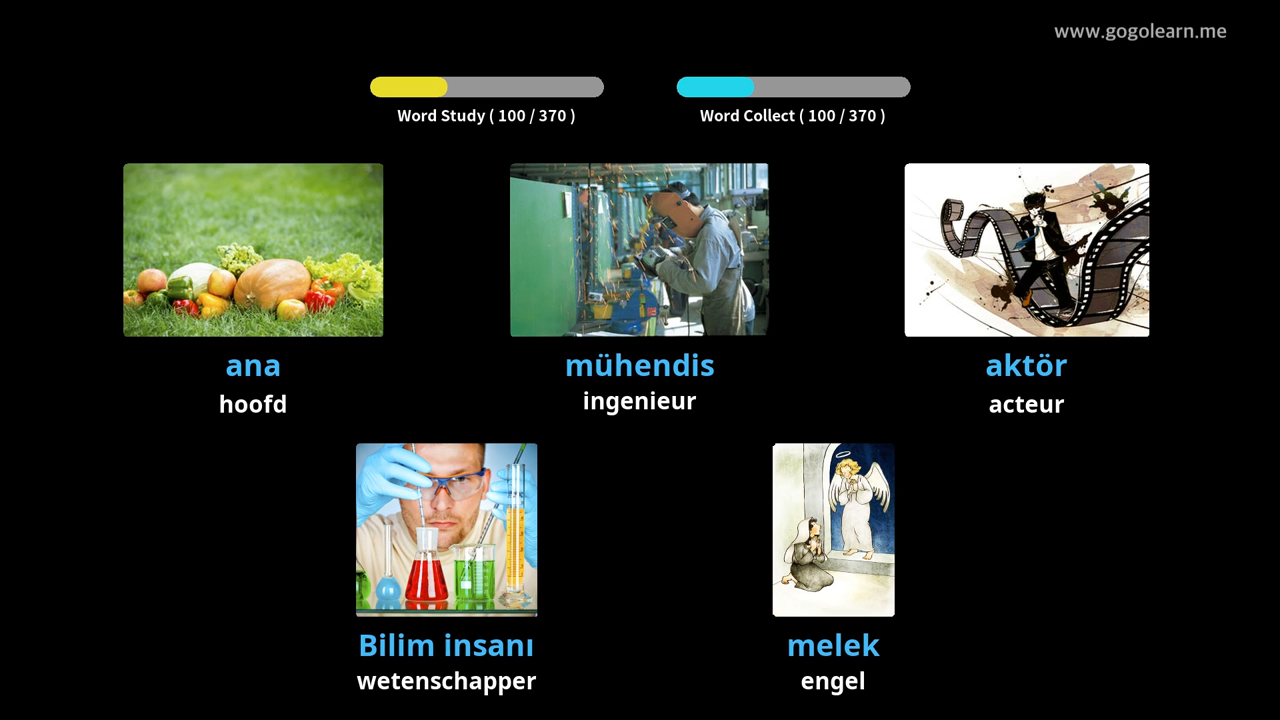 www.gogolearn.me
Word Study ( 100 / 370 )
Word Collect ( 100 / 370 )
ana
hoofd
mühendis
ingenieur
aktör
acteur
Bilim insanı
wetenschapper
melek
engel